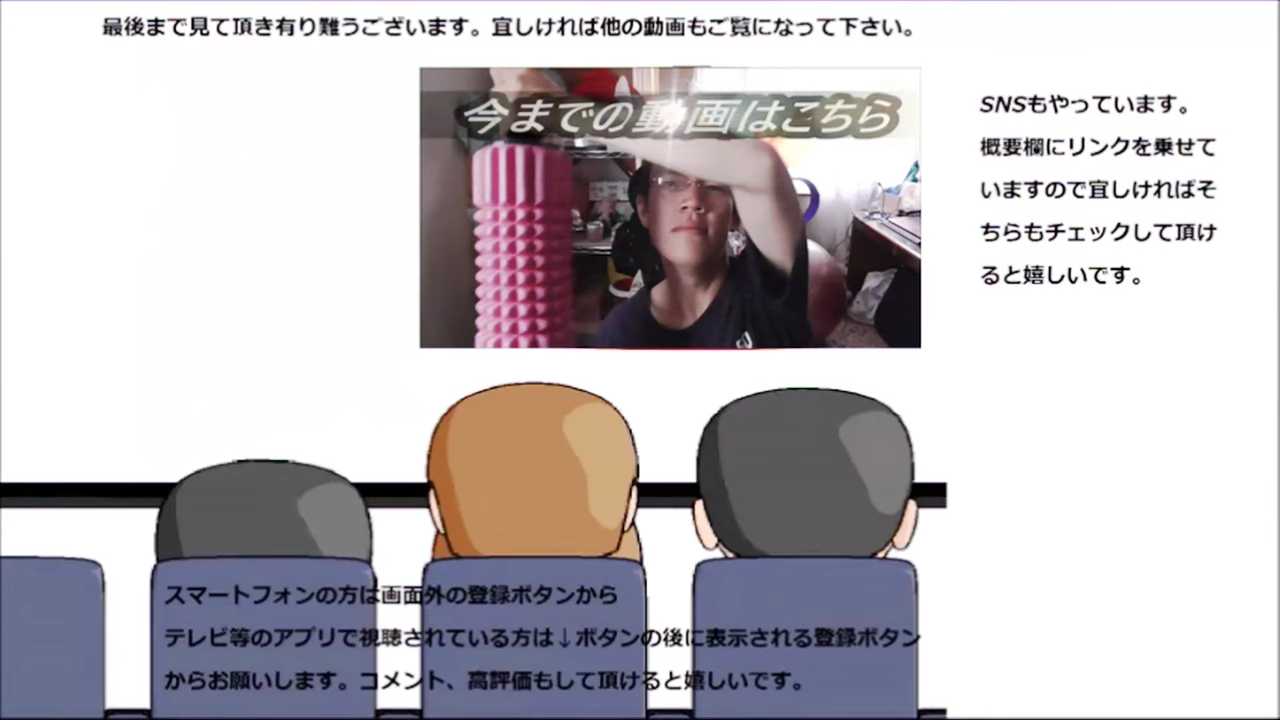 最後まで見て頂き有り難うございます。宜しければ他の動画もご覧になって下さい。
今までの動画はこちら
SNSもやっています。
概要欄にリンクを乗せて
いますので宜しければそ
ちらもチェックして頂け
ると嬉しいです。
スマートフォンの方は画面外の登録ボタンから
テレビ等のアプリで視聴されている方は↓ボタンの後に表示される登録ボタン
からお願いします。コメント、高評価もして頂けると嬉しいです。